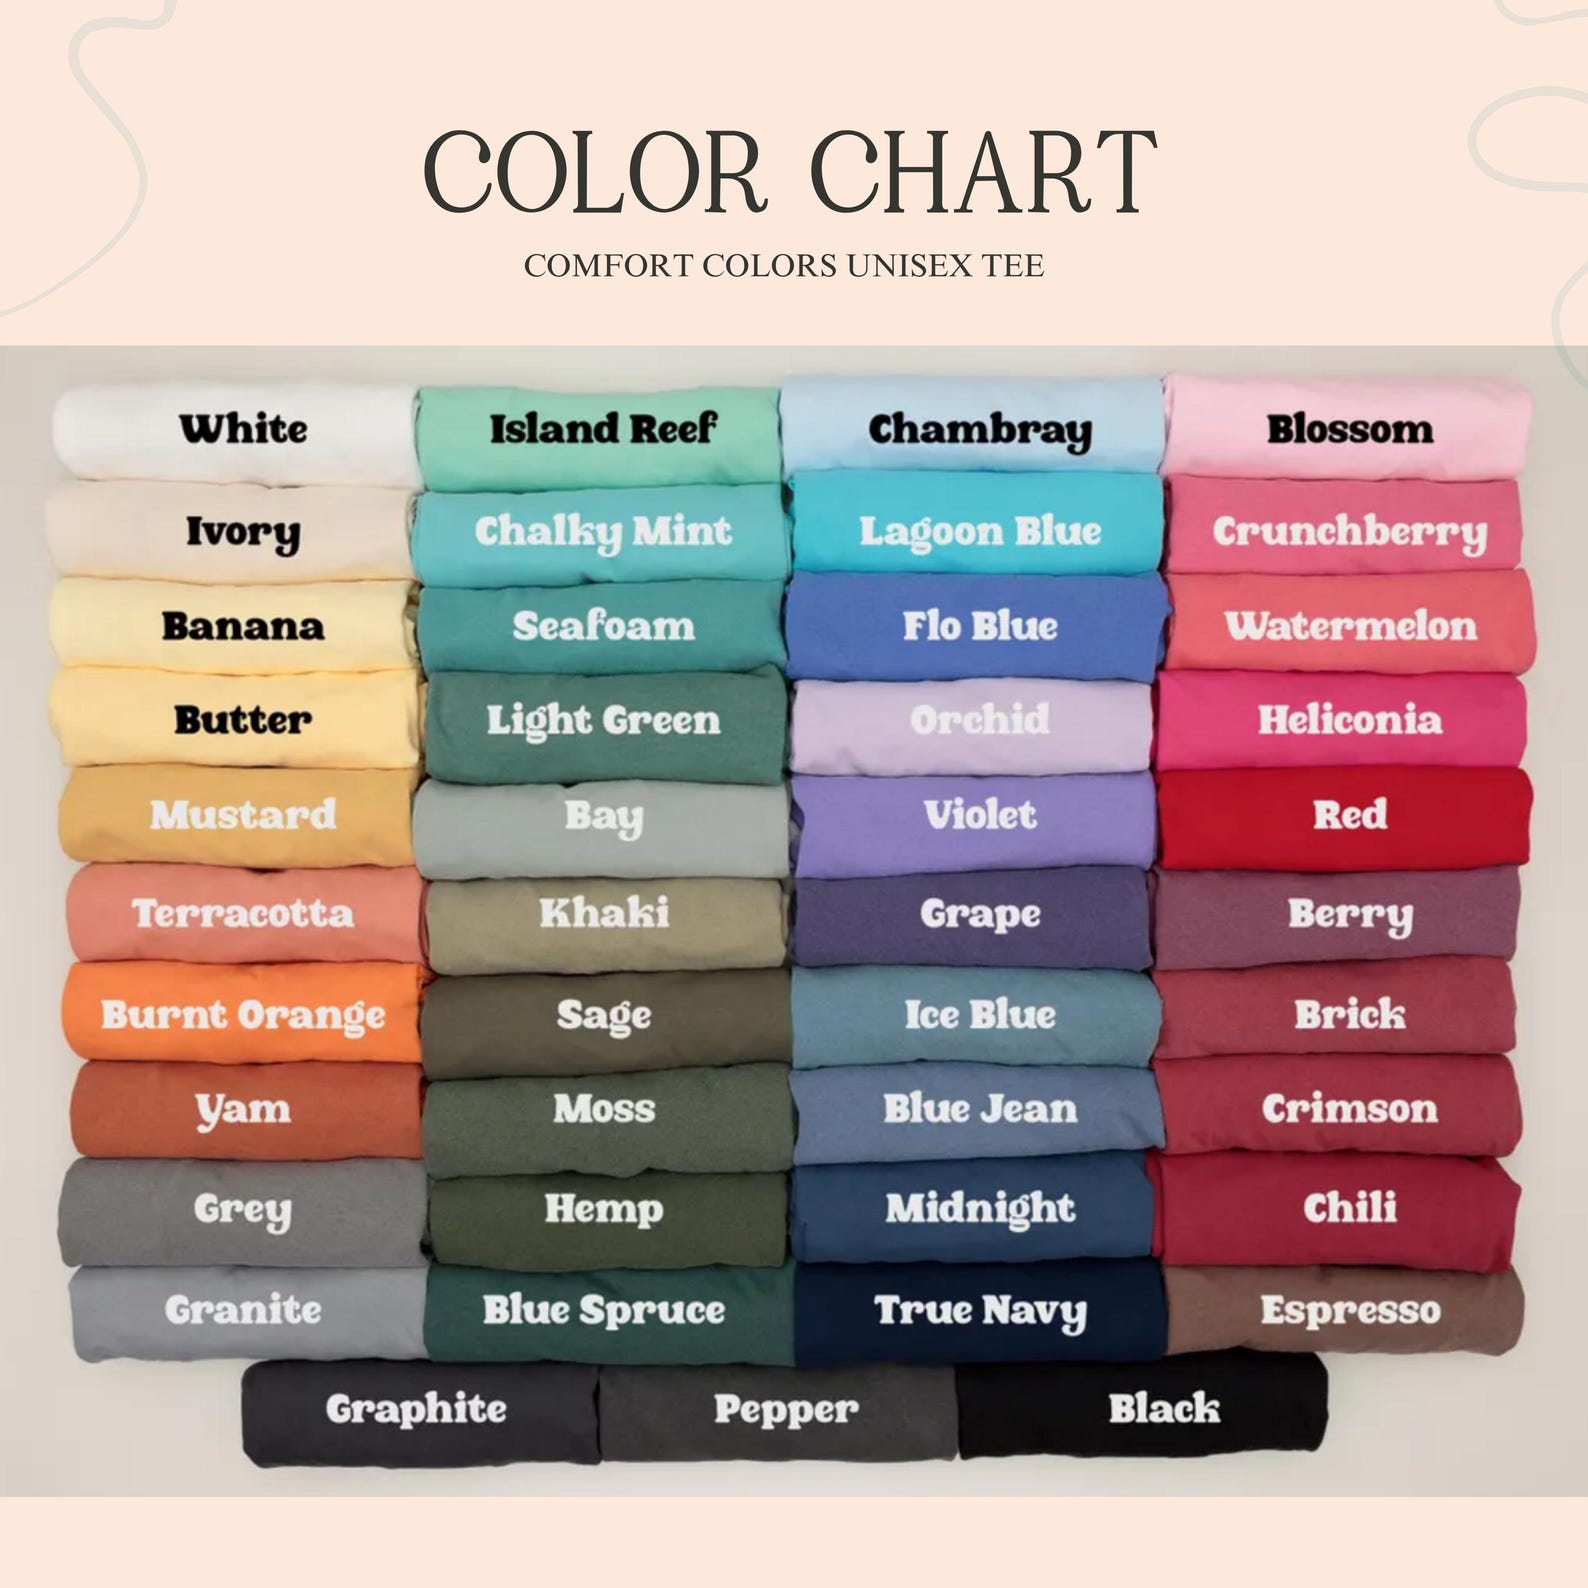 COLOR CHART
COMFORT COLORS UNISEX TEE
White
Island Reef
Chambray
Blossom
Ivory
Chalky Mint
Lagoon Blue
Crunchberry
Banana
Seafoam
Flo Blue
Watermelon
Butter
Light Green
Orchid
Heliconia
Mustard
Bay
Violet
Red
Terracotta
Khaki
Grape
Berry
Burnt Orange
Sage
Ice Blue
Brick
Yam
Moss
Blue Jean
Crimson
Grey
Hemp
Midnight
Chili
Granite
Blue Spruce
True Navy
Espresso
Graphite
Pepper
Black